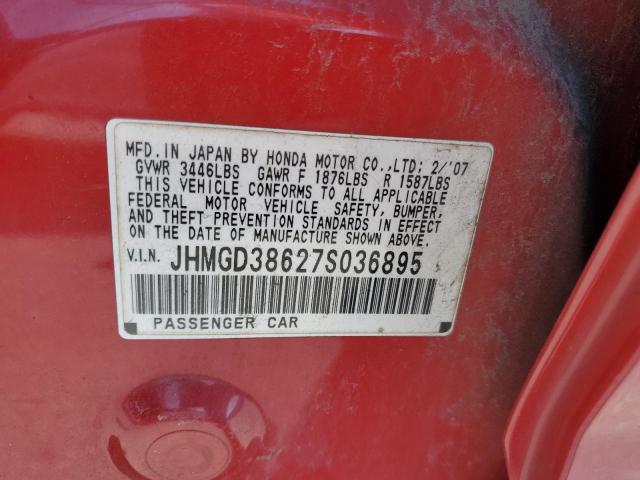 MFD. IN JAPAN BY HONDA MOTOR CO.,LTD; 2/'07
GVWR 3446LBS GAWR F 1876LBS R 1587LBS
THIS VEHICLE CONFORMS TO ALL APPLICABLE
FEDERAL MOTOR VEHICLE SAFETY, BUMPER,
AND THEFT PREVENTION STANDARDS IN EFFECT
ON THE DATE OF MANUFACTURE SHOWN ABOVE.
V.I.N. JHMGD38627S036895
PASSENGER CAR